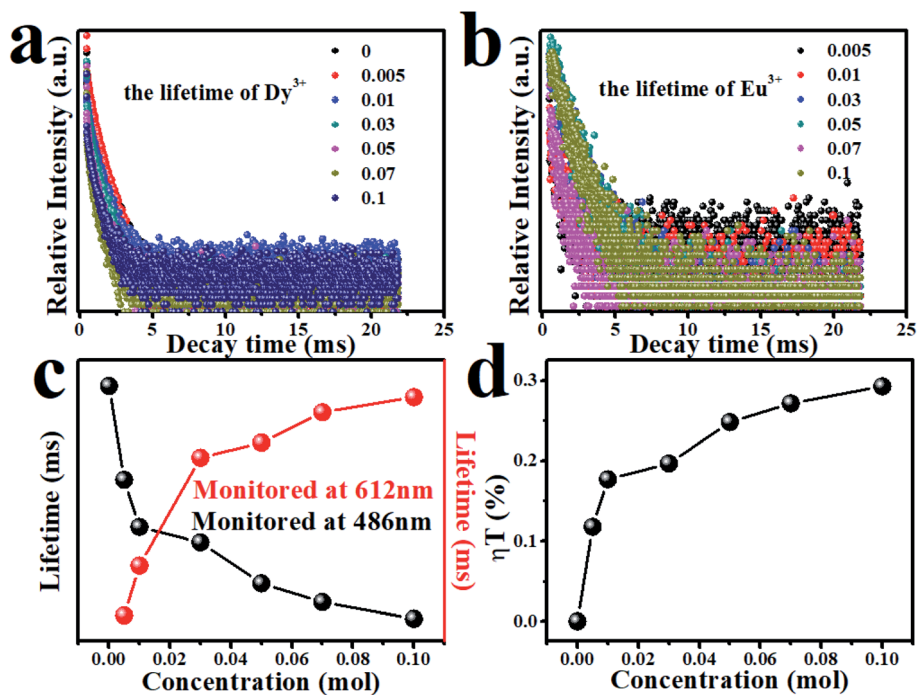 a
0
0.005
the lifetime of Dy3+
0.01
0.03
0.05
0.07
0.1
Relative Intensity (a.u.)
0 5 10 15 20 25
Decay time (ms)
b
0.005
0.01
the lifetime of Eu3+
0.03
0.05
0.07
0.1
Relative Intensity (a.u.)
0 5 10 15 20 25
Decay time (ms)
c
Lifetime (ms)
Monitored at 612nm
Monitored at 486nm
Lifetime (ms)
0.00 0.02 0.04 0.06 0.08 0.10
Concentration (mol)
d
ηT (%)
0.3
0.2
0.1
0.0
0.00 0.02 0.04 0.06 0.08 0.10
Concentration (mol)